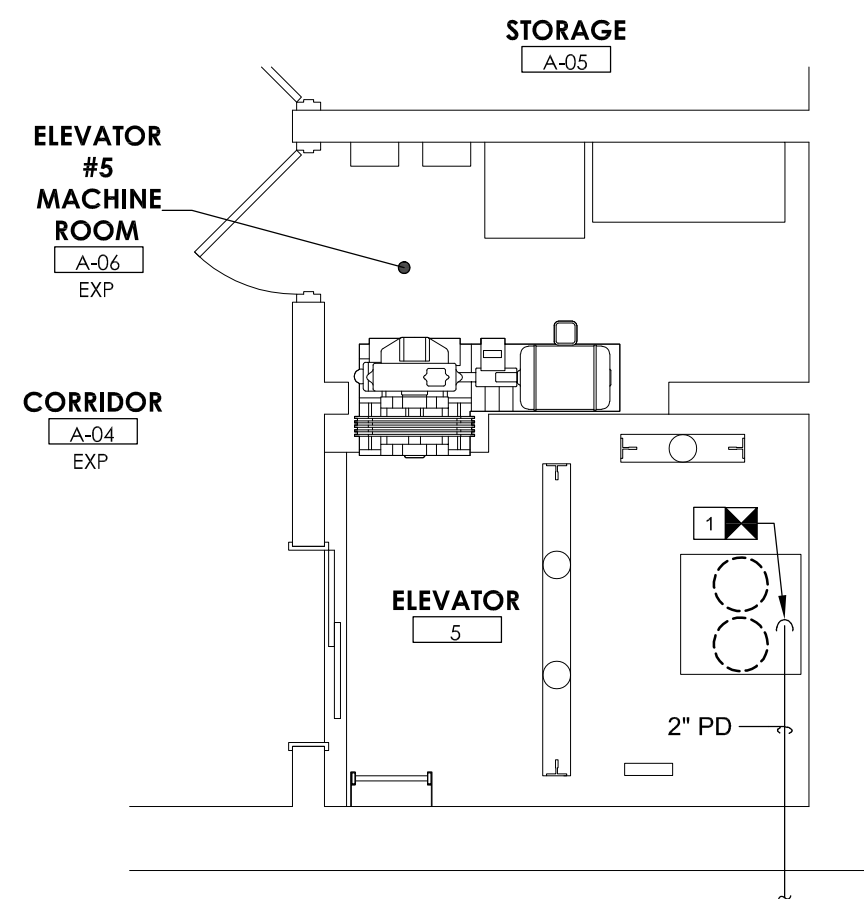 STORAGE
A-05
ELEVATOR
#5
MACHINE
ROOM
A-06
EXP
CORRIDOR
A-04
EXP
1
ELEVATOR
5
2" PD